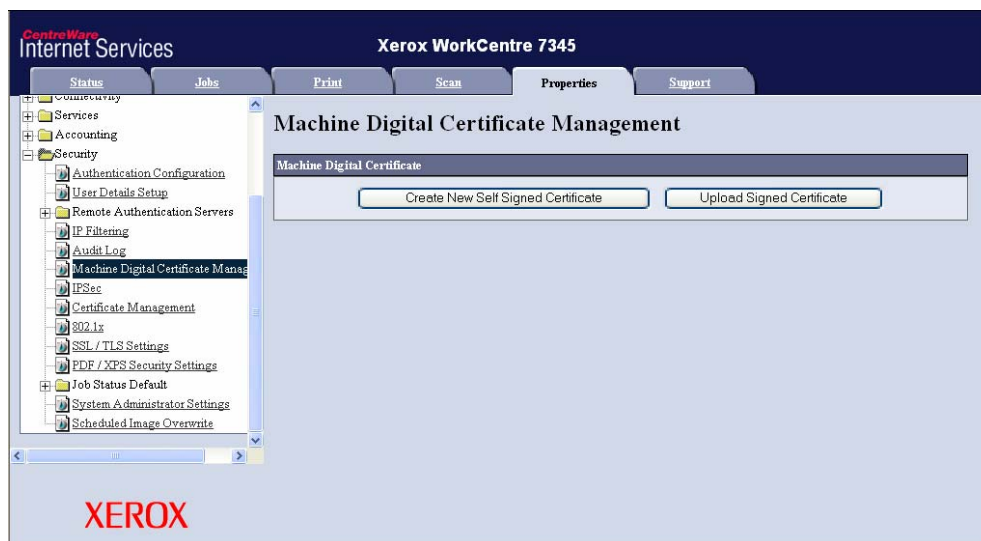 CentreWare
Internet Services
Xerox WorkCentre 7345
Status
Jobs
Print
Scan
Properties
Support
Connectivity
Services
Accounting
Security
Authentication Configuration
User Details Setup
Remote Authentication Servers
IP Filtering
Audit Log
Machine Digital Certificate Manag
IPSec
Certificate Management
802.1x
SSL / TLS Settings
PDF / XPS Security Settings
Job Status Default
System Administrator Settings
Scheduled Image Overwrite
Machine Digital Certificate Management
Machine Digital Certificate
Create New Self Signed Certificate
Upload Signed Certificate
XEROX